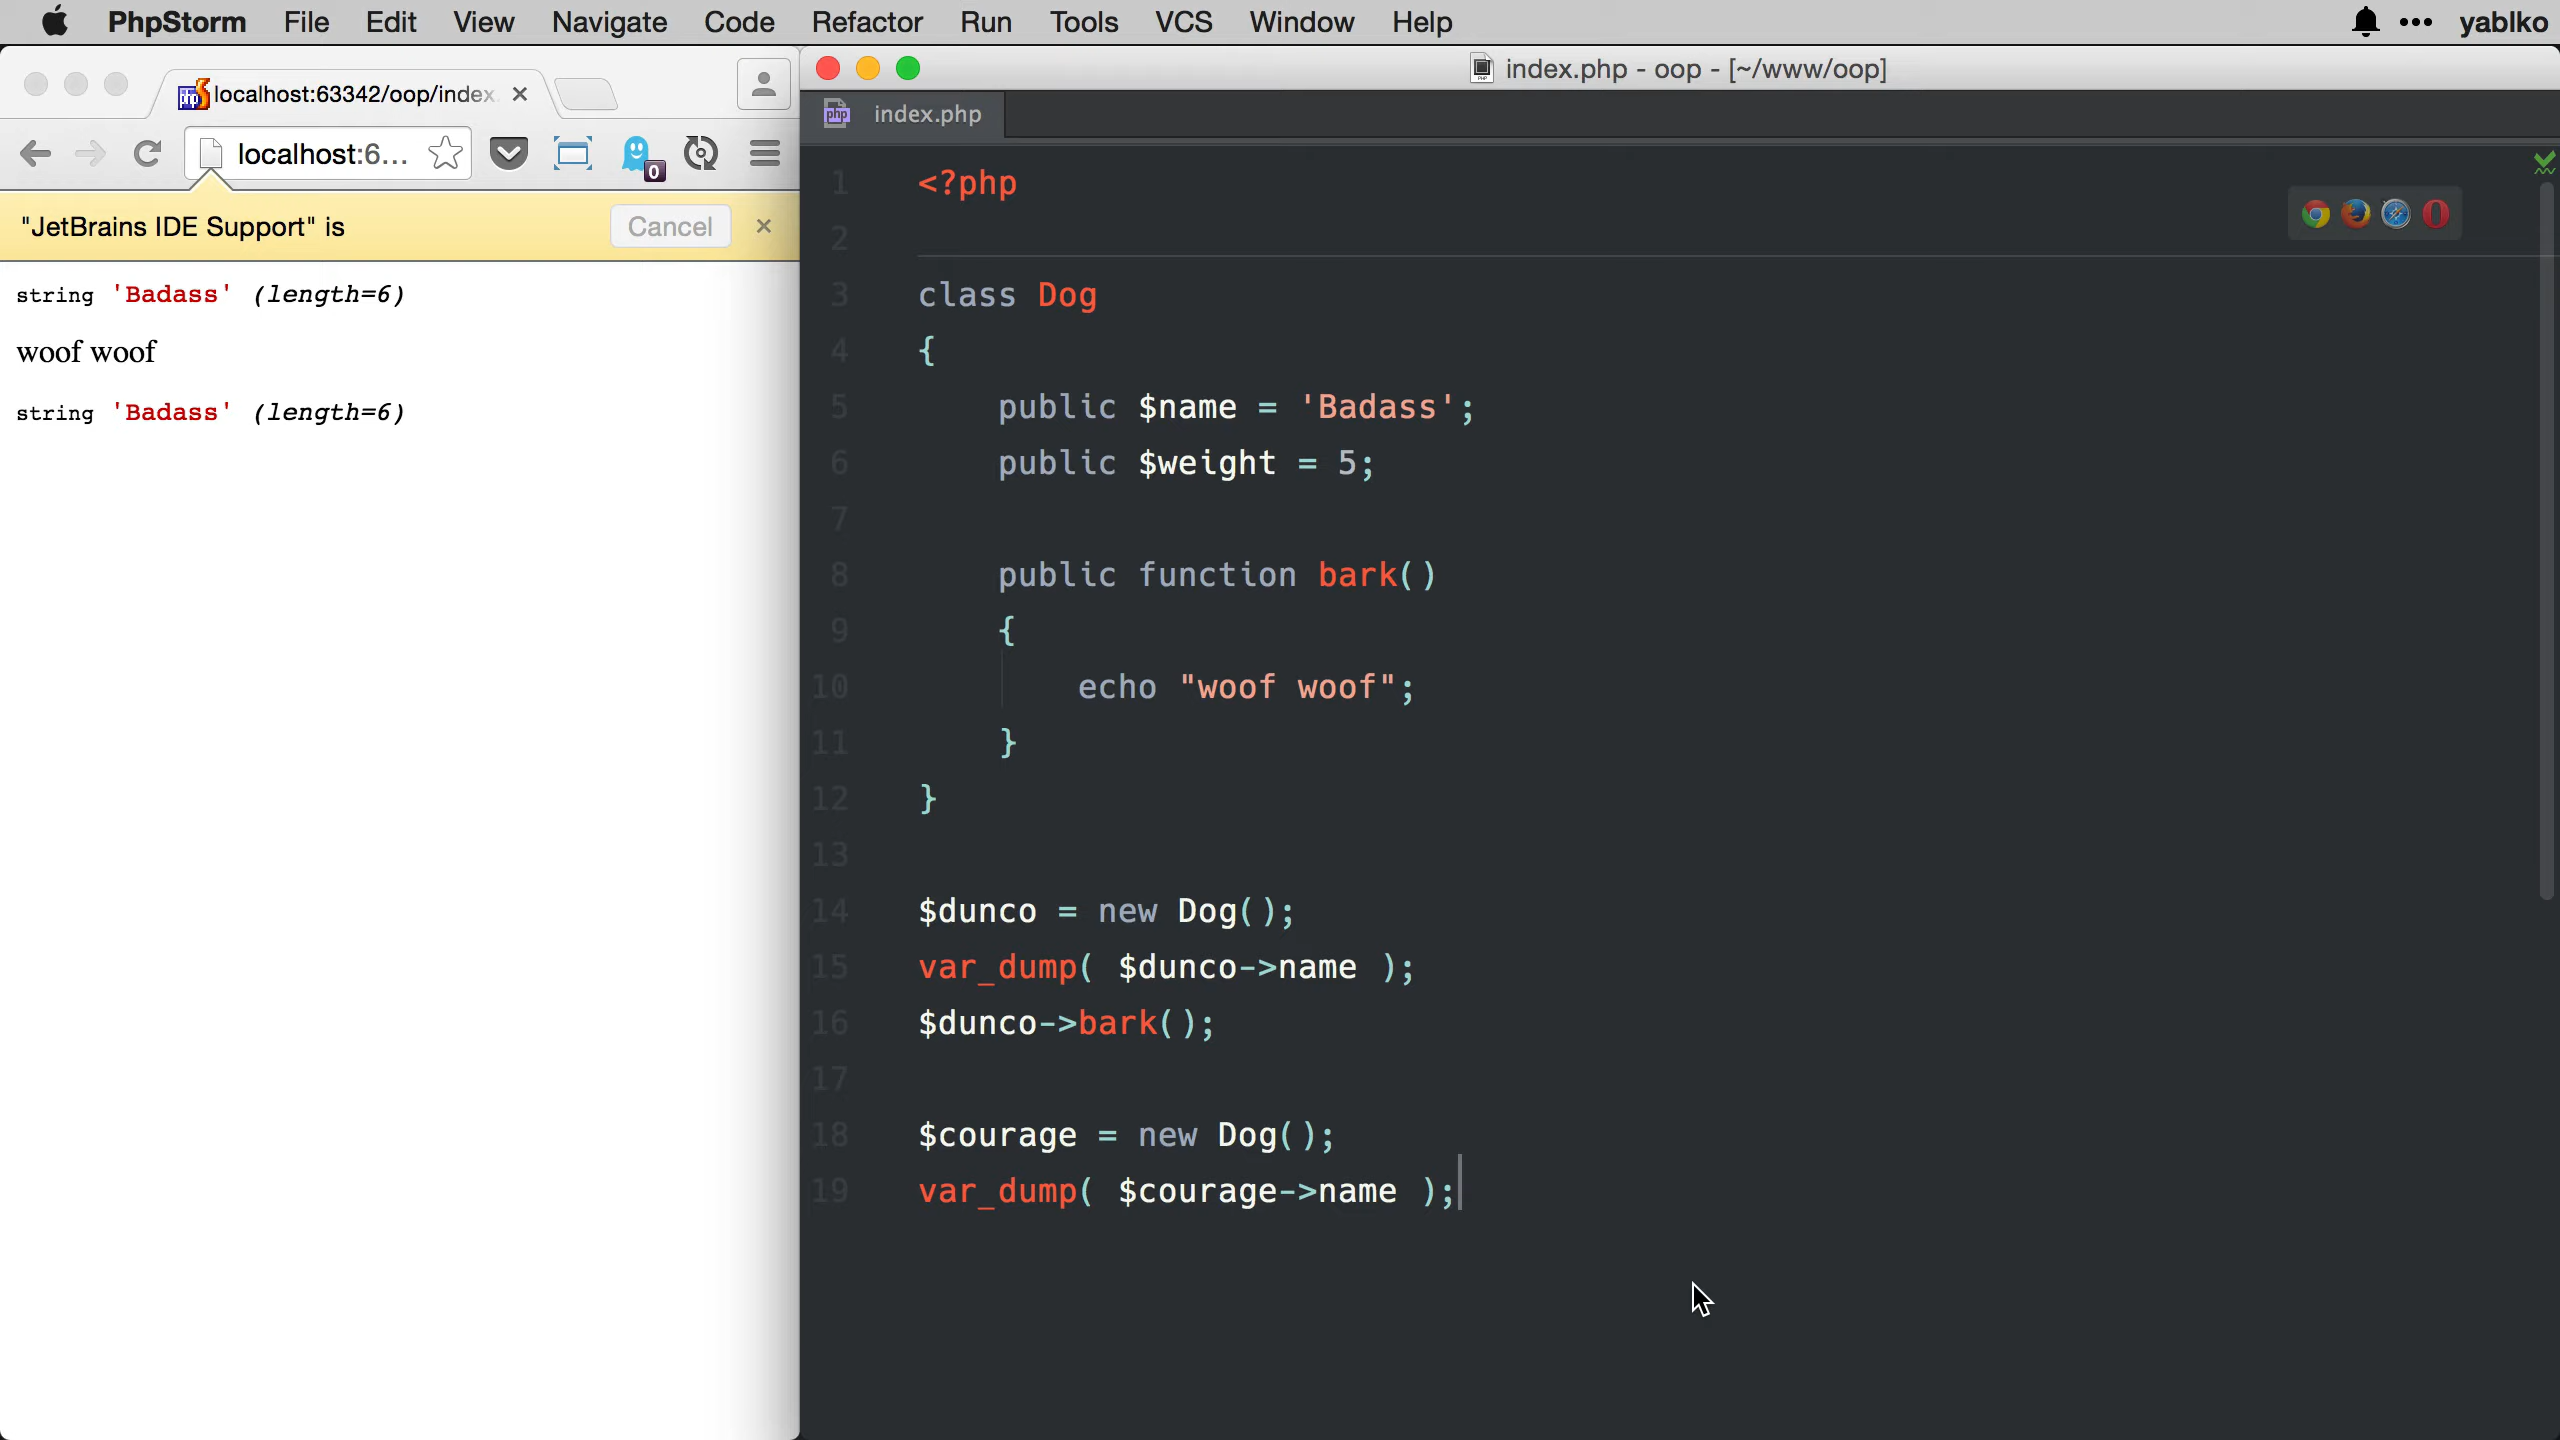 PhpStorm File Edit View Navigate Code Refactor Run Tools VCS Window Help yablko
localhost:63342/oop/index.
localhost:6...
0
"JetBrains IDE Support" is Cancel
string 'Badass' (length=6)
woof woof
string 'Badass' (length=6)
index.php - oop - [~/www/oop]
php index.php
1 <?php
2
3 class Dog
4 {
5 public $name = 'Badass';
6 public $weight = 5;
7
8 public function bark()
9 {
10 echo "woof woof";
11 }
12 }
13
14 $dunco = new Dog();
15 var_dump( $dunco->name );
16 $dunco->bark();
17
18 $courage = new Dog();
19 var_dump( $courage->name );